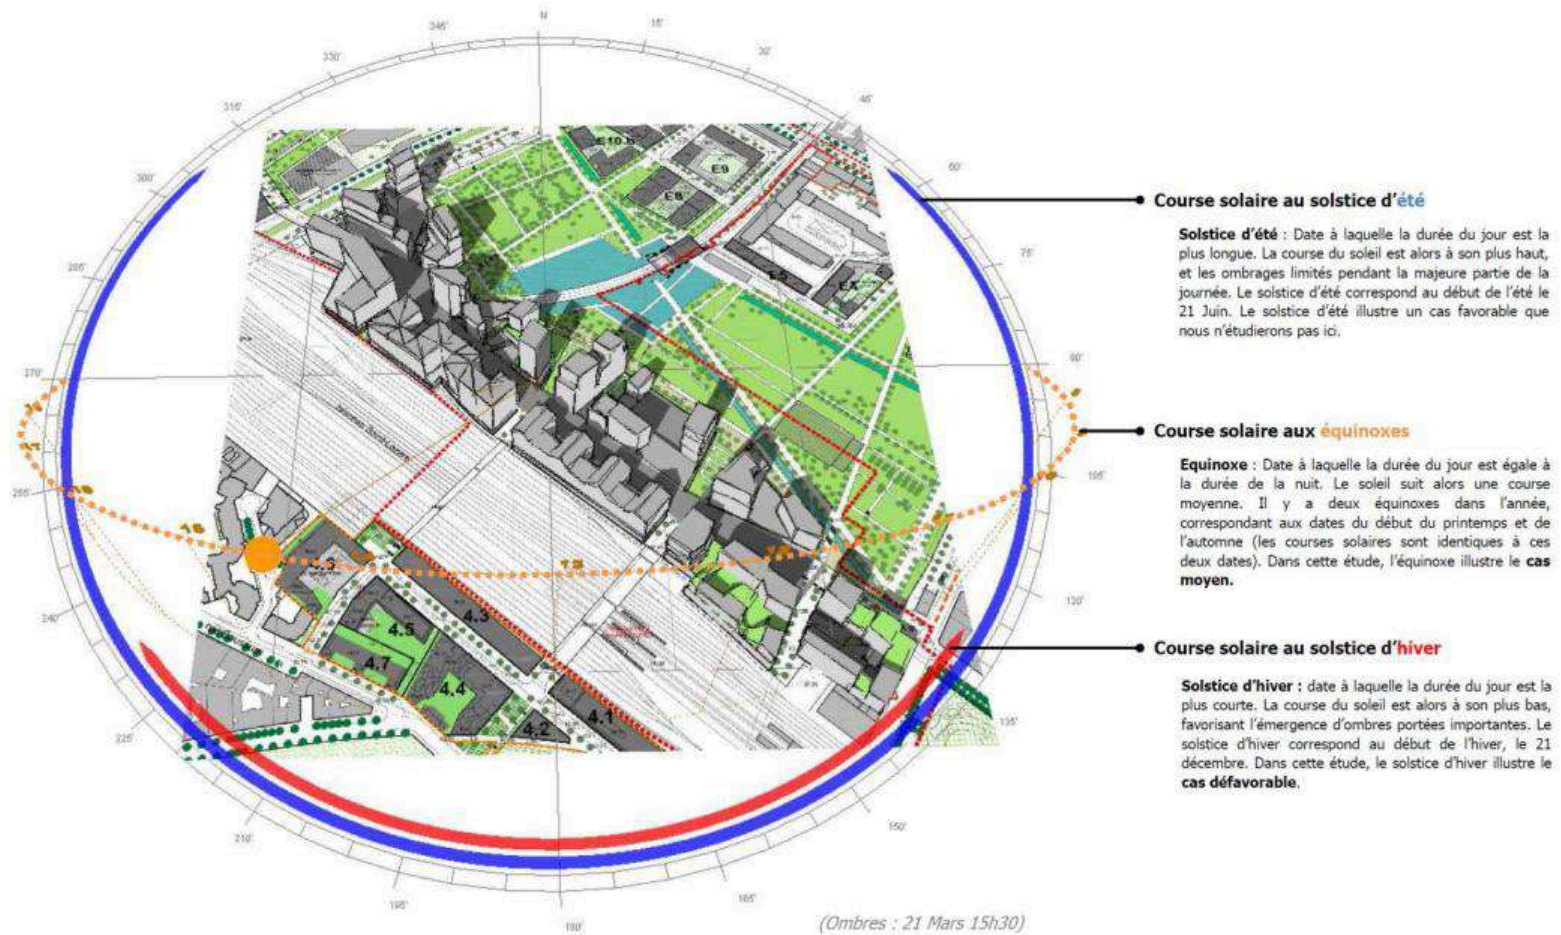 N
15°
30°
45°
60°
75°
90°
105°
120°
135°
150°
165°
180°
195°
210°
225°
240°
255°
270°
285°
300°
315°
330°
345°
E10.b
E9
E8
4.5
4.3
4.7
4.4
4.2
4.1
Course solaire au solstice d'été
Solstice d'été : Date à laquelle la durée du jour est la
plus longue. La course du soleil est alors à son plus haut,
et les ombrages limités pendant la majeure partie de la
journée. Le solstice d'été correspond au début de l'été le
21 Juin. Le solstice d'été illustre un cas favorable que
nous n'étudierons pas ici.
Course solaire aux équinoxes
Equinoxe : Date à laquelle la durée du jour est égale à
la durée de la nuit. Le soleil suit alors une course
moyenne. Il y a deux équinoxes dans l'année,
correspondant aux dates du début du printemps et de
l'automne (les courses solaires sont identiques à ces
deux dates). Dans cette étude, l'équinoxe illustre le cas
moyen.
Course solaire au solstice d'hiver
Solstice d'hiver : date à laquelle la durée du jour est la
plus courte. La course du soleil est alors à son plus bas,
favorisant l'émergence d'ombres portées importantes. Le
solstice d'hiver correspond au début de l'hiver, le 21
décembre. Dans cette étude, le solstice d'hiver illustre le
cas défavorable.
(Ombres : 21 Mars 15h30)